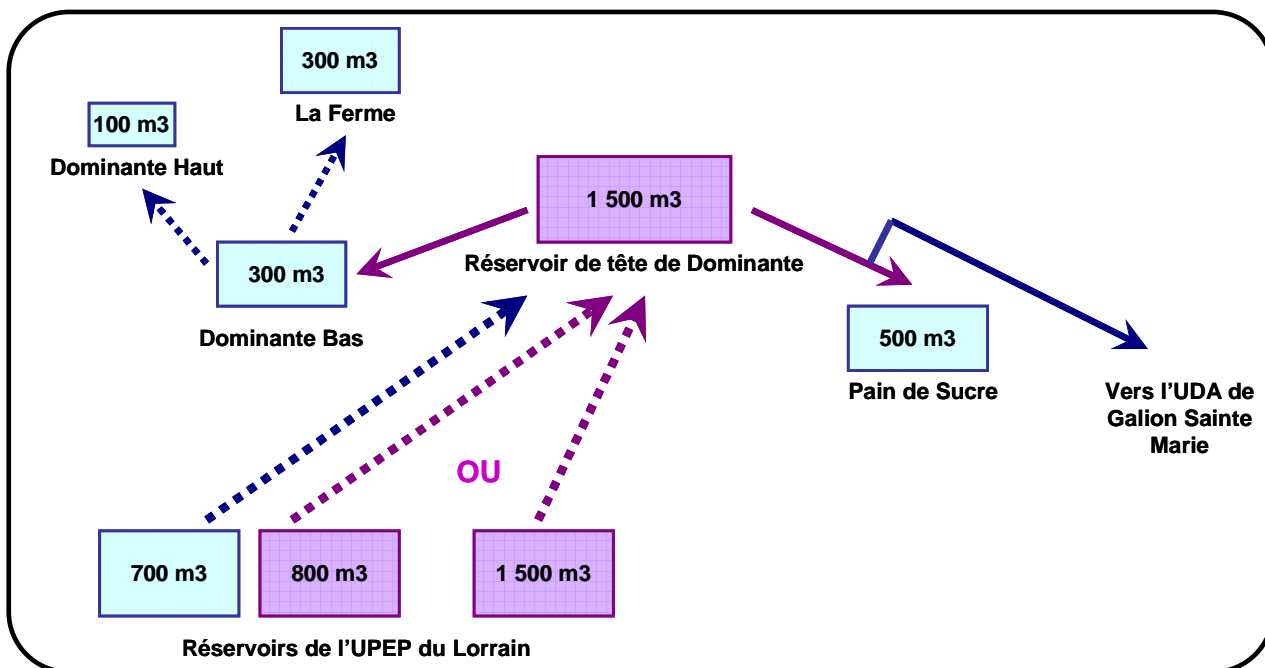 300 m3
La Ferme
100 m3
Dominante Haut
1 500 m3
Réservoir de tête de Dominante
300 m3
Dominante Bas
500 m3
Pain de Sucre
Vers l'UDA de
Galion Sainte
Marie
OU
700 m3
800 m3
1 500 m3
Réservoirs de l'UPEP du Lorrain